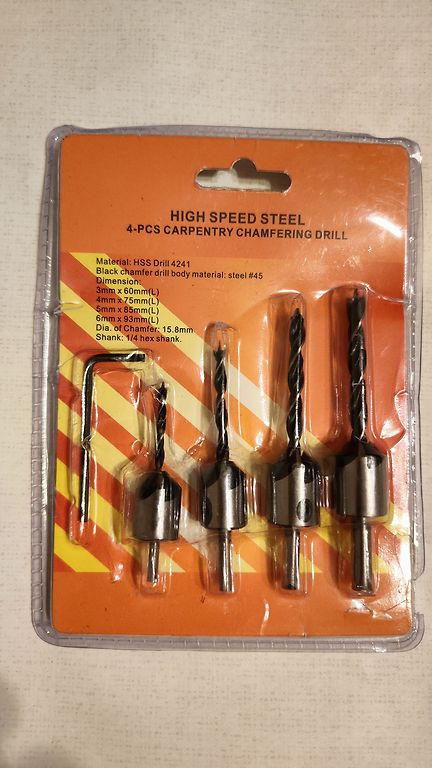 HIGH SPEED STEEL
4-PCS CARPENTRY CHAMFERING DRILL
Material: HSS Drill 4241
Black chamfer drill body material: steel #45
Dimension:
3mm x 60mm(L)
4mm x 75mm(L)
5mm x 85mm(L)
6mm x 93mm(L)
Dia. of Chamfer: 15.8mm
Shank: 1/4 hex shank.